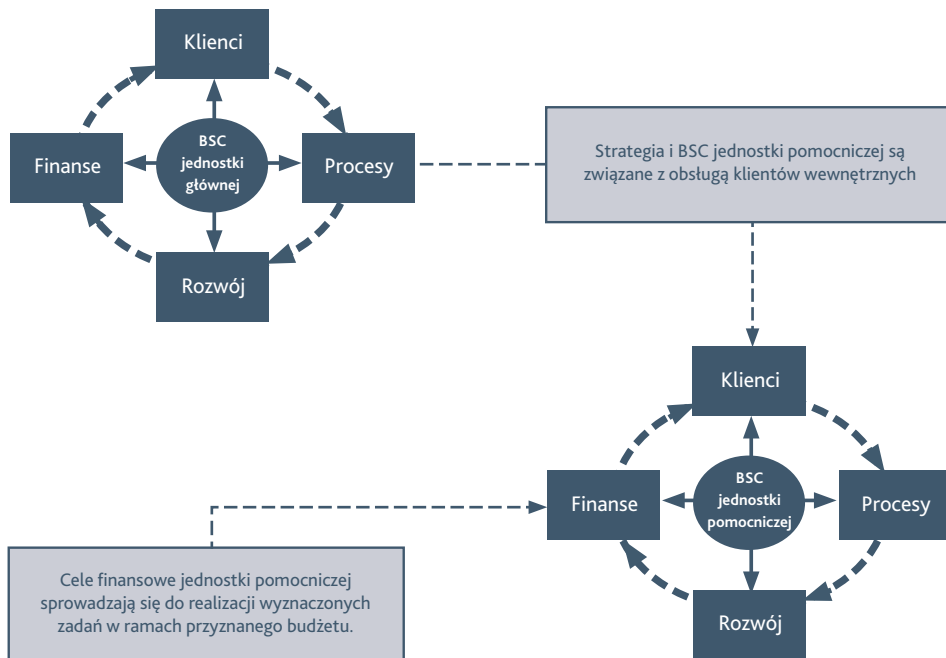 Klienci
BSC
jednostki
głównej
Finanse
Procesy
Rozwój
Strategia i BSC jednostki pomocniczej są
związane z obsługą klientów wewnętrznych
Klienci
BSC
jednostki
pomocniczej
Finanse
Procesy
Rozwój
Cele finansowe jednostki pomocniczej
sprowadzają się do realizacji wyznaczonych
zadań w ramach przyznanego budżetu.